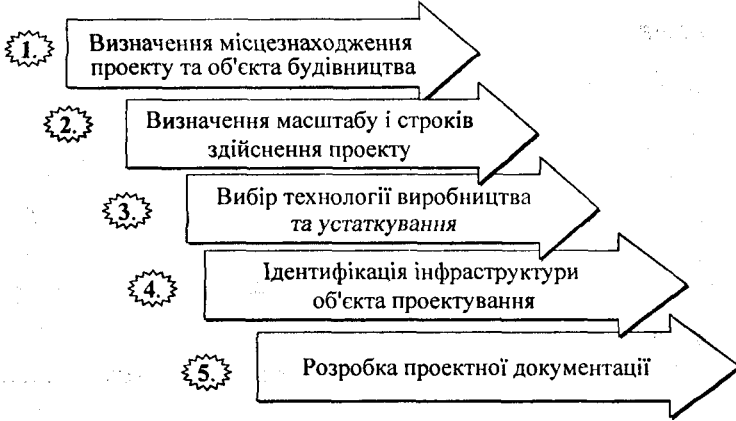 1. Визначення місцезнаходження
проекту та об'єкта будівництва
2. Визначення масштабу і строків
здійснення проекту
3. Вибір технології виробництва
та устаткування
4. Ідентифікація інфраструктури
об'єкта проектування
5. Розробка проектної документації